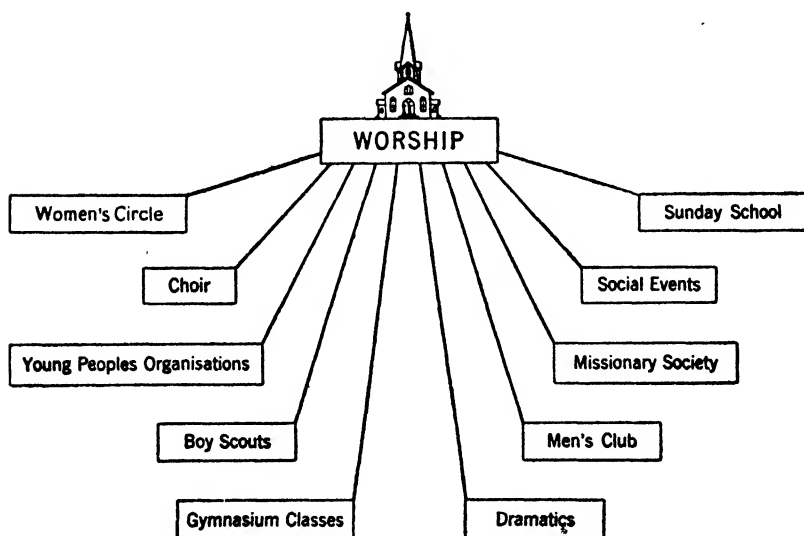 WORSHIP
Women's Circle
Sunday School
Choir
Social Events
Young Peoples Organisations
Missionary Society
Boy Scouts
Men's Club
Gymnasium Classes
Dramatics